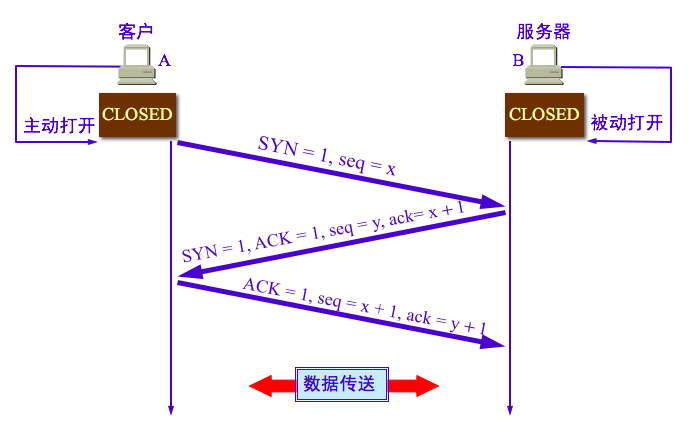 客户
服务器
A
B
CLOSED
CLOSED
主动打开
被动打开
SYN = 1, seq = x
SYN = 1, ACK = 1, seq = y, ack= x + 1
ACK = 1, seq = x + 1, ack = y + 1
数据传送